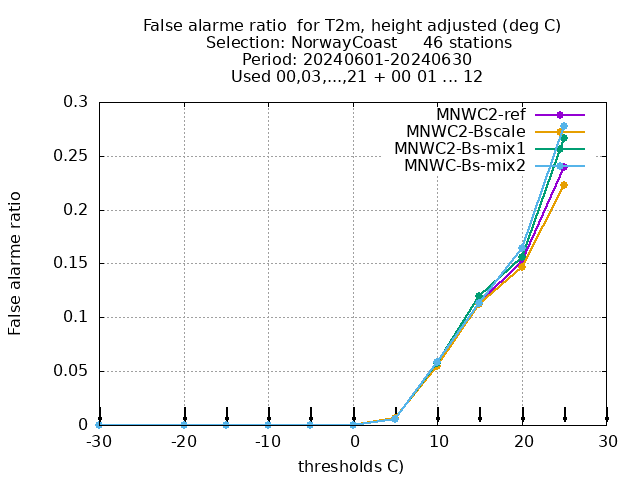 False alarme ratio  for T2m, height adjusted (deg C)
Selection: NorwayCoast     46 stations
Period: 20240601-20240630
Used 00,03,...,21 + 00 01 ... 12
MNWC2-ref
MNWC2-Bscale
MNWC2-Bs-mix1
MNWC-Bs-mix2
False alarme ratio
0.3
0.25
0.2
0.15
0.1
0.05
0
-30 -20 -10 0 10 20 30
thresholds C)